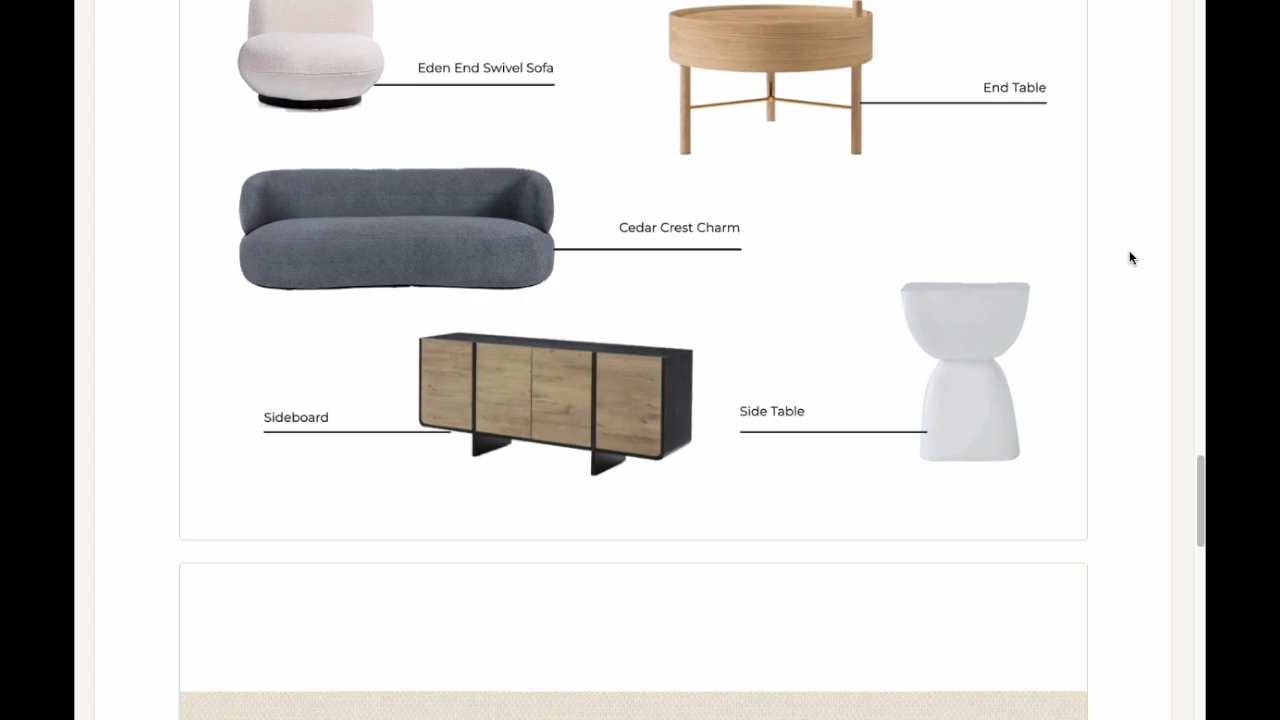 Eden End Swivel Sofa
End Table
Cedar Crest Charm
Sideboard
Side Table